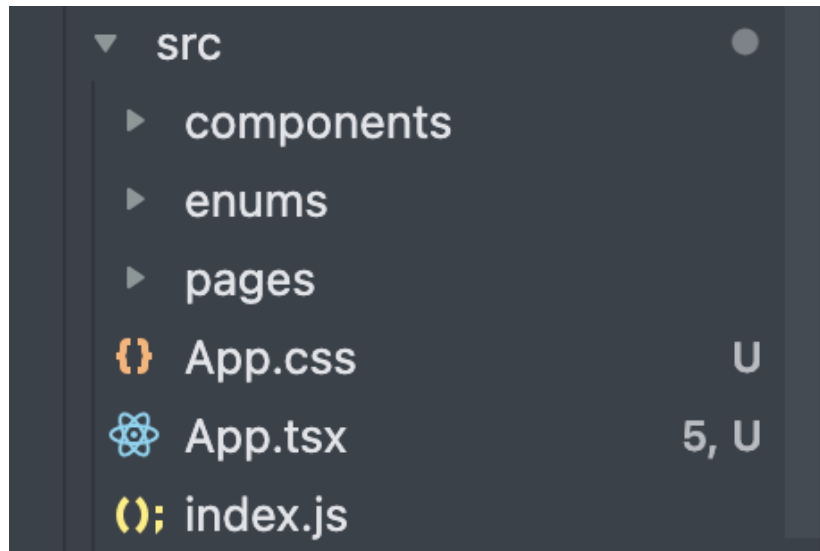 src
components
enums
pages
{} App.css U
App.tsx 5, U
(); index.js